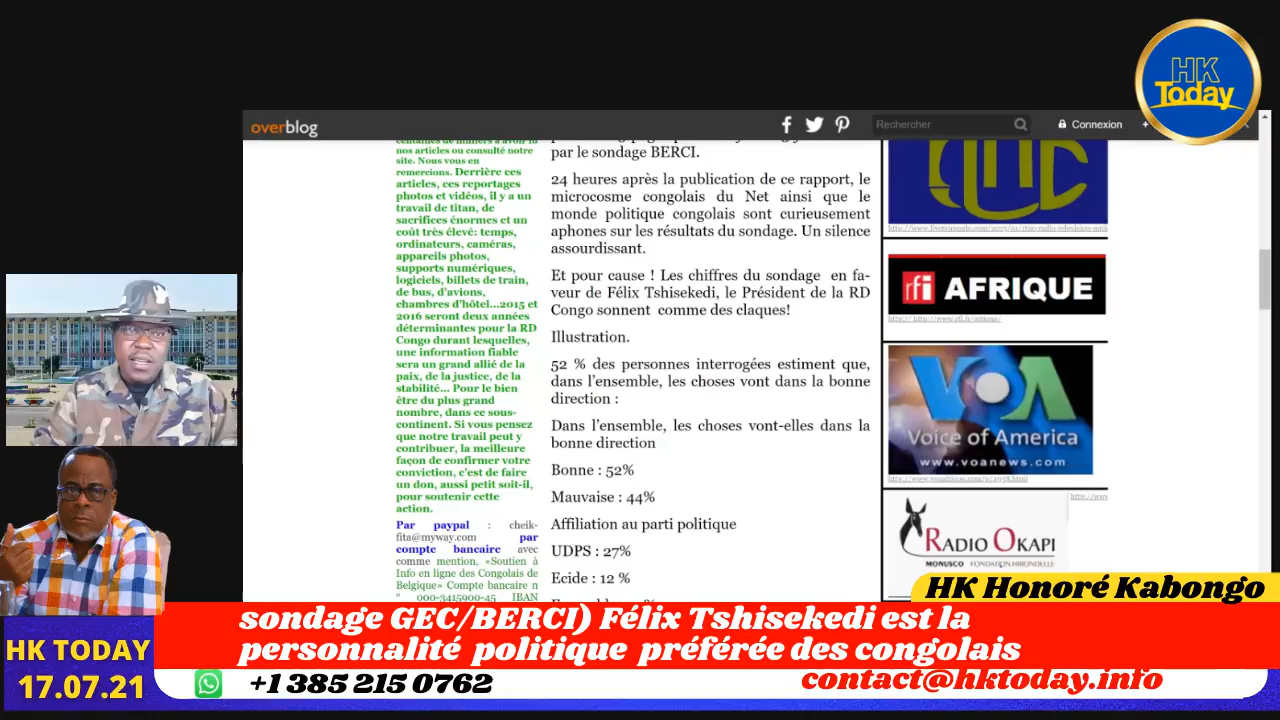 HK
Today
overblog
Rechercher
Connexion
nos articles ou consulté notre
site. Nous vous en
remercions. Derrière ces
articles, ces reportages
photos et vidéos, il y a un
travail de titan, de
sacrifices énormes et un
coût très élevé: temps,
ordinateurs, caméras,
appareils photos,
supports numériques,
logiciels, billets de train,
de bus, d'avions,
chambres d'hôtel...2015 et
2016 seront deux années
déterminantes pour la RD
Congo durant lesquelles,
une information fiable
sera un grand allié de la
paix, de la justice, de la
stabilité... Pour le bien
être du plus grand
nombre, dans ce sous-
continent. Si vous pensez
que notre travail peut y
contribuer, la meilleure
façon de confirmer votre
conviction, c'est de faire
un don, aussi petit soit-il,
pour soutenir cette
action.
Par paypal : cheik-
fita@myway.com par
compte bancaire avec
comme mention, «Soutien à
Info en ligne des Congolais de
Belgique» Compte bancaire n
° 000-3415900-45 IBAN
par le sondage BERCI.
24 heures après la publication de ce rapport, le
microcosme congolais du Net ainsi que le
monde politique congolais sont curieusement
aphones sur les résultats du sondage. Un silence
assourdissant.
Et pour cause ! Les chiffres du sondage en fa-
veur de Félix Tshisekedi, le Président de la RD
Congo sonnent comme des claques!
Illustration.
52 % des personnes interrogées estiment que,
dans l'ensemble, les choses vont dans la bonne
direction :
Dans l'ensemble, les choses vont-elles dans la
bonne direction
Bonne : 52%
Mauvaise : 44%
Affiliation au parti politique
UDPS : 27%
Ecide : 12 %
rfi AFRIQUE
VOA
Voice of America
www.voanews.com
RADIO OKAPI
MONUSCO FONDATION HIRONDELLE
HK Honoré Kabongo
sondage GEC/BERCI) Félix Tshisekedi est la
personnalité politique préférée des congolais
HK TODAY
17.07.21
+1 385 215 0762
contact@hktoday.info